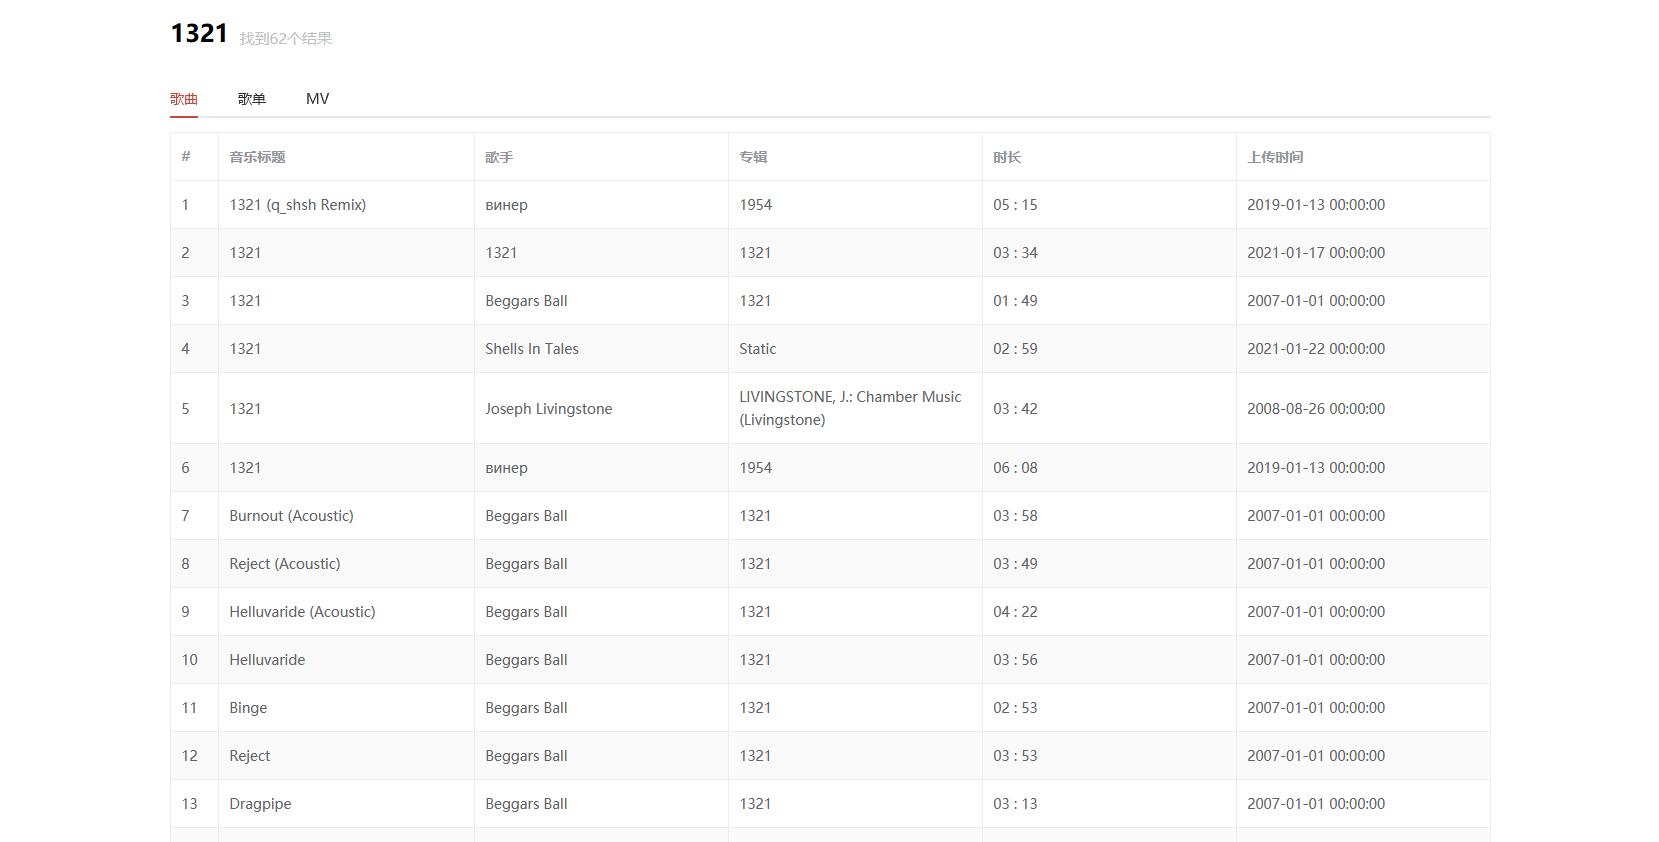 1321 找到62个结果
歌曲 歌单 MV
# 音乐标题 歌手 专辑 时长 上传时间
1 1321 (q_shsh Remix) винер 1954 05 : 15 2019-01-13 00:00:00
2 1321 1321 1321 03 : 34 2021-01-17 00:00:00
3 1321 Beggars Ball 1321 01 : 49 2007-01-01 00:00:00
4 1321 Shells In Tales Static 02 : 59 2021-01-22 00:00:00
5 1321 Joseph Livingstone LIVINGSTONE, J.: Chamber Music
(Livingstone) 03 : 42 2008-08-26 00:00:00
6 1321 винер 1954 06 : 08 2019-01-13 00:00:00
7 Burnout (Acoustic) Beggars Ball 1321 03 : 58 2007-01-01 00:00:00
8 Reject (Acoustic) Beggars Ball 1321 03 : 49 2007-01-01 00:00:00
9 Helluvaride (Acoustic) Beggars Ball 1321 04 : 22 2007-01-01 00:00:00
10 Helluvaride Beggars Ball 1321 03 : 56 2007-01-01 00:00:00
11 Binge Beggars Ball 1321 02 : 53 2007-01-01 00:00:00
12 Reject Beggars Ball 1321 03 : 53 2007-01-01 00:00:00
13 Dragpipe Beggars Ball 1321 03 : 13 2007-01-01 00:00:00